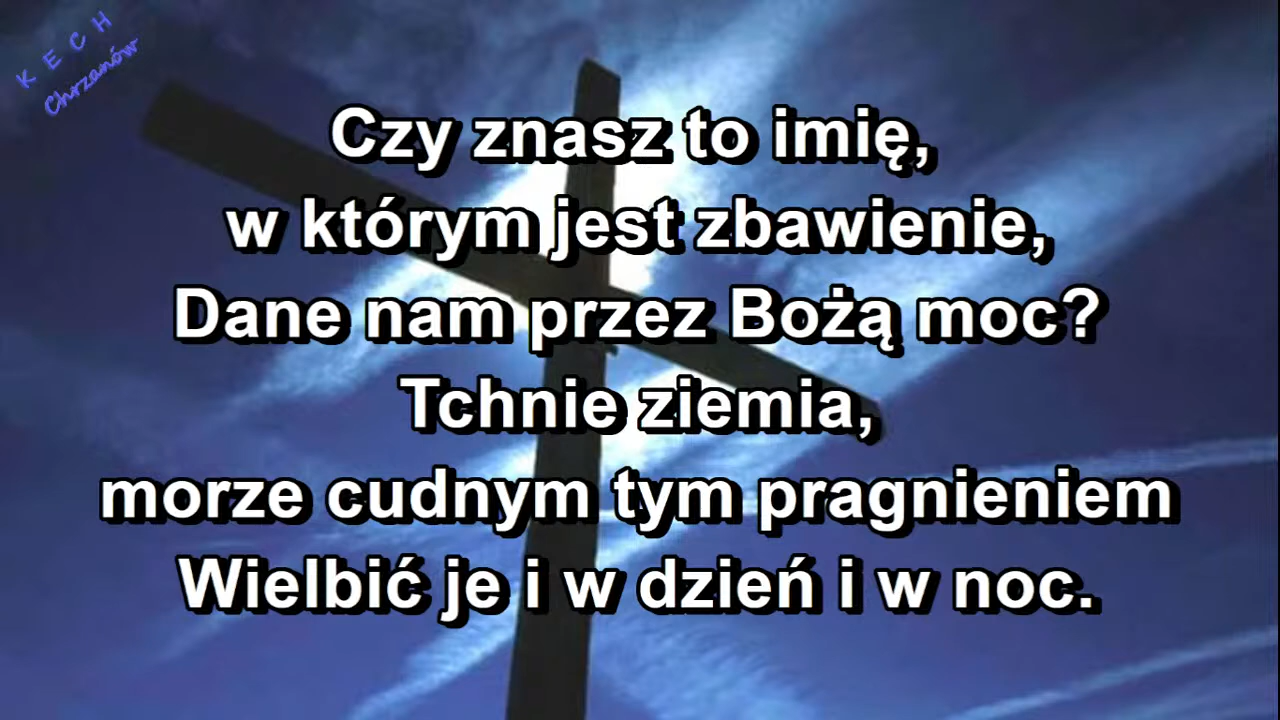 K E C H
Chrzanów
Czy znasz to imię,
w którym jest zbawienie,
Dane nam przez Bożą moc?
Tchnie ziemia,
morze cudnym tym pragnieniem
Wielbić je i w dzień i w noc.